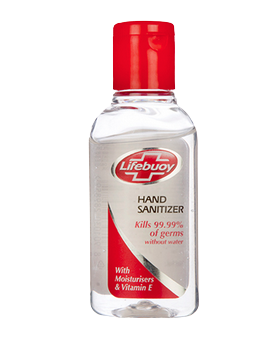 Lifebuoy
HAND
SANITIZER
Kills 99.99%
of germs
without water
With
Moisturisers
& Vitamin E